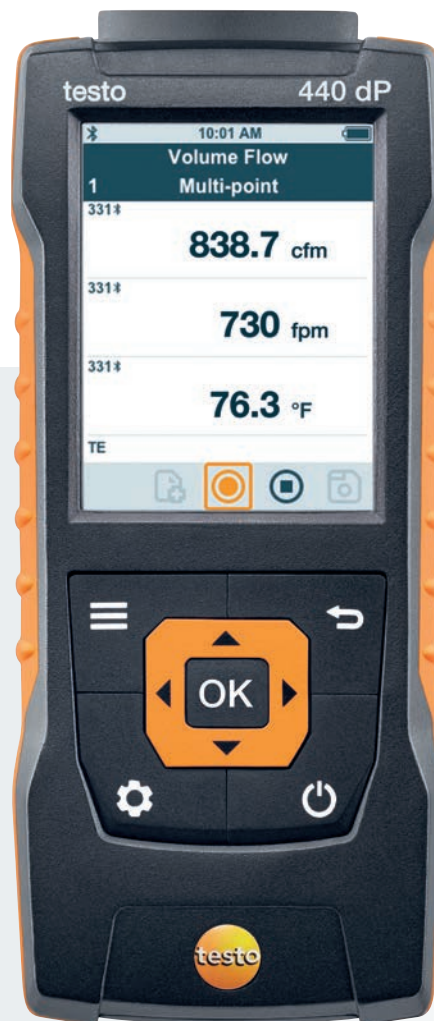 testo 440 dP
10:01 AM
Volume Flow
1 Multi-point
331
838.7 cfm
331
730 fpm
331
76.3 °F
TE
OK
testo